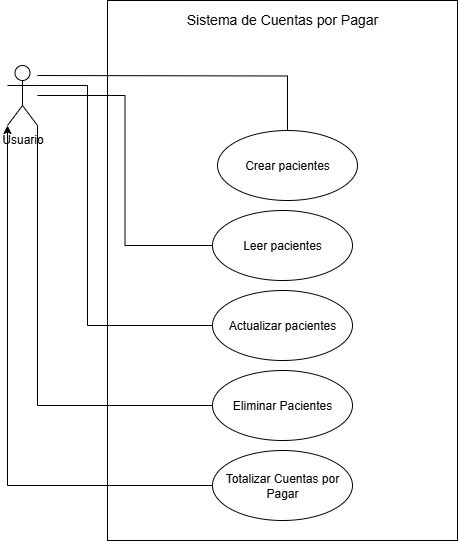 Sistema de Cuentas por Pagar
Usuario
Crear pacientes
Leer pacientes
Actualizar pacientes
Eliminar Pacientes
Totalizar Cuentas por
Pagar